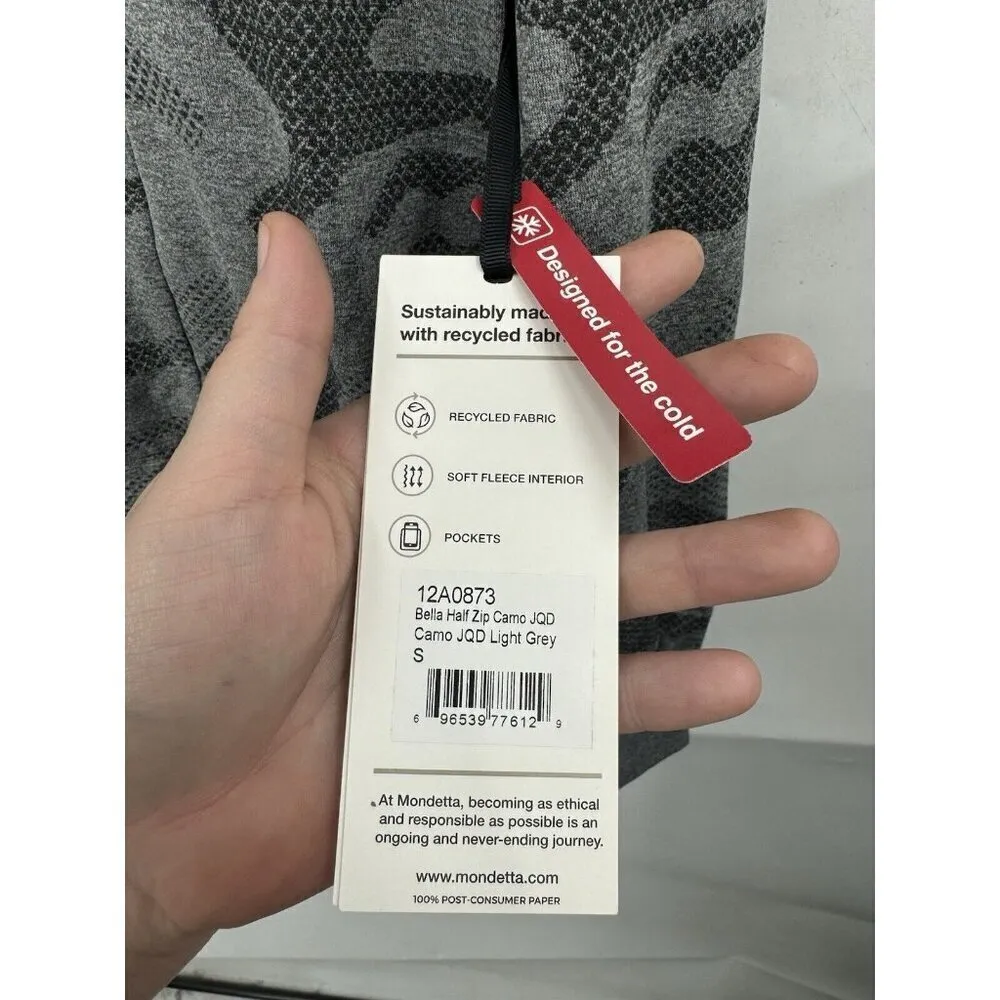 Designed for the cold
Sustainably
with recycled
RECYCLED FABRIC
SOFT FLEECE INTERIOR
POCKETS
12A0873
Bella Half Zip Camo JQD
Camo JQD Light Grey
S
6 96539 77612 9
At Mondetta, becoming as ethical
and responsible as possible is an
ongoing and never-ending journey.
www.mondetta.com
100% POST-CONSUMER PAPER